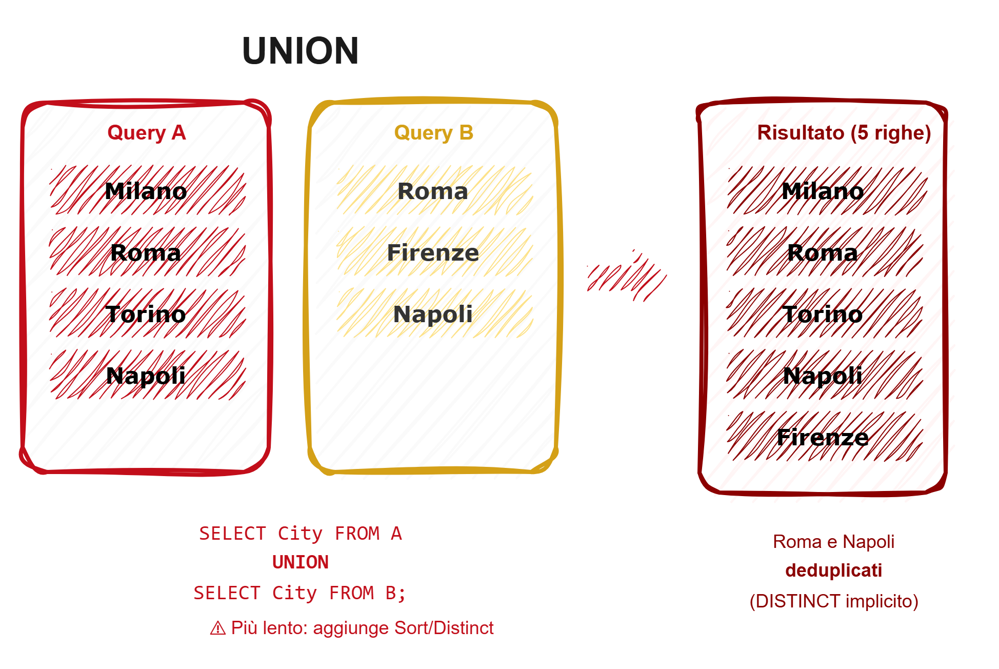 UNION
Query A
Milano
Roma
Torino
Napoli
Query B
Roma
Firenze
Napoli
Risultato (5 righe)
Milano
Roma
Torino
Napoli
Firenze
SELECT City FROM A
UNION
SELECT City FROM B;
⚠ Più lento: aggiunge Sort/Distinct
Roma e Napoli
deduplicati
(DISTINCT implicito)